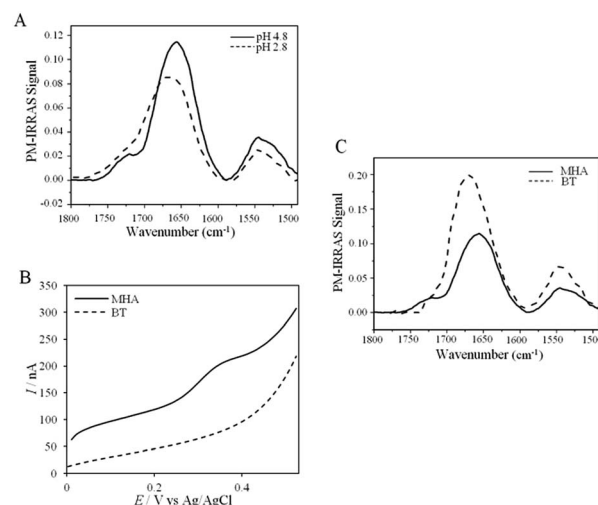 A
PM-IRRAS Signal
0.12
0.10
0.08
0.06
0.04
0.02
0.00
-0.02
pH 4.8
pH 2.8
1800 1750 1700 1650 1600 1550 1500
Wavenumber (cm-1)
B
I / nA
350
300
250
200
150
100
50
0
MHA
BT
0 0.2 0.4
E / V vs Ag/AgCl
C
PM-IRRAS Signal
0.20
0.15
0.10
0.05
0.00
MHA
BT
1800 1750 1700 1650 1600 1550 1500
Wavenumber (cm-1)